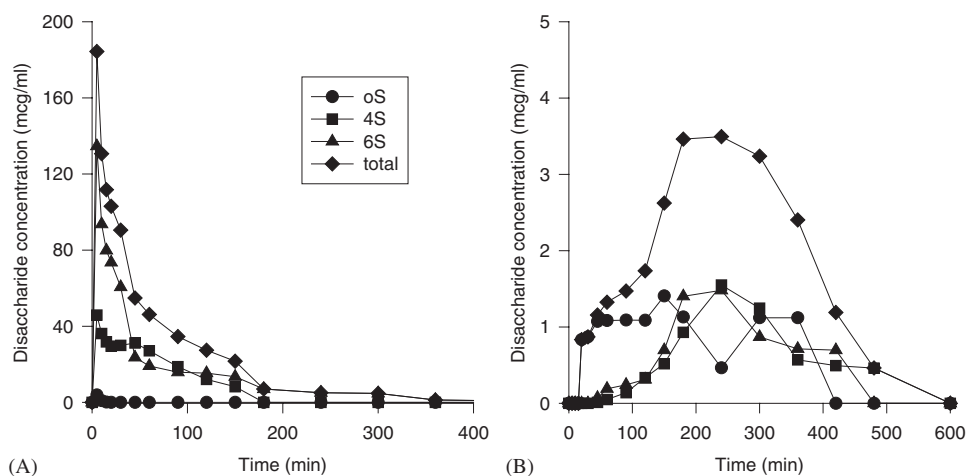 200
160
120
80
40
0
Disaccharide concentration (mcg/ml)
oS
4S
6S
total
0 100 200 300 400
Time (min)
(A)
5
4
3
2
1
0
Disaccharide concentration (mcg/ml)
0 100 200 300 400 500 600
Time (min)
(B)